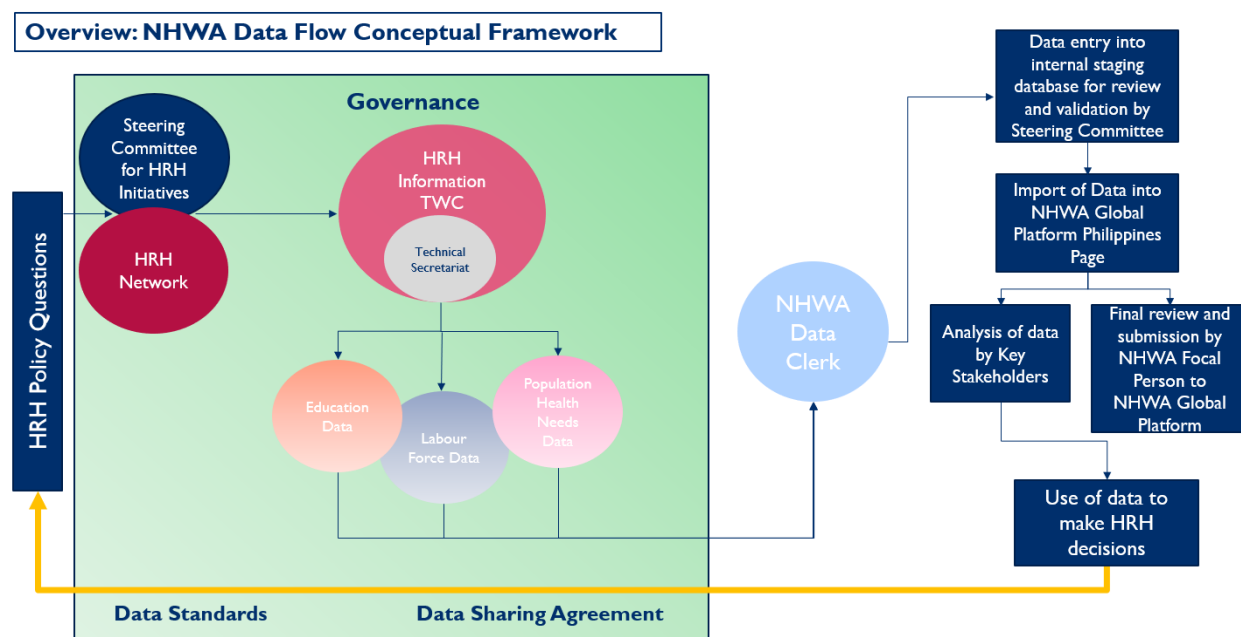 Overview: NHWA Data Flow Conceptual Framework
HRH Policy Questions
Governance
Steering
Committee
for HRH
Initiatives
HRH
Network
HRH
Information
TWC
Technical
Secretariat
Education
Data
Labour
Force Data
Population
Health
Needs
Data
Data Standards
Data Sharing Agreement
NHWA
Data
Clerk
Data entry into
internal staging
database for review
and validation by
Steering Committee
Import of Data into
NHWA Global
Platform Philippines
Page
Analysis of data
by Key
Stakeholders
Final review and
submission by
NHWA Focal
Person to
NHWA Global
Platform
Use of data to
make HRH
decisions